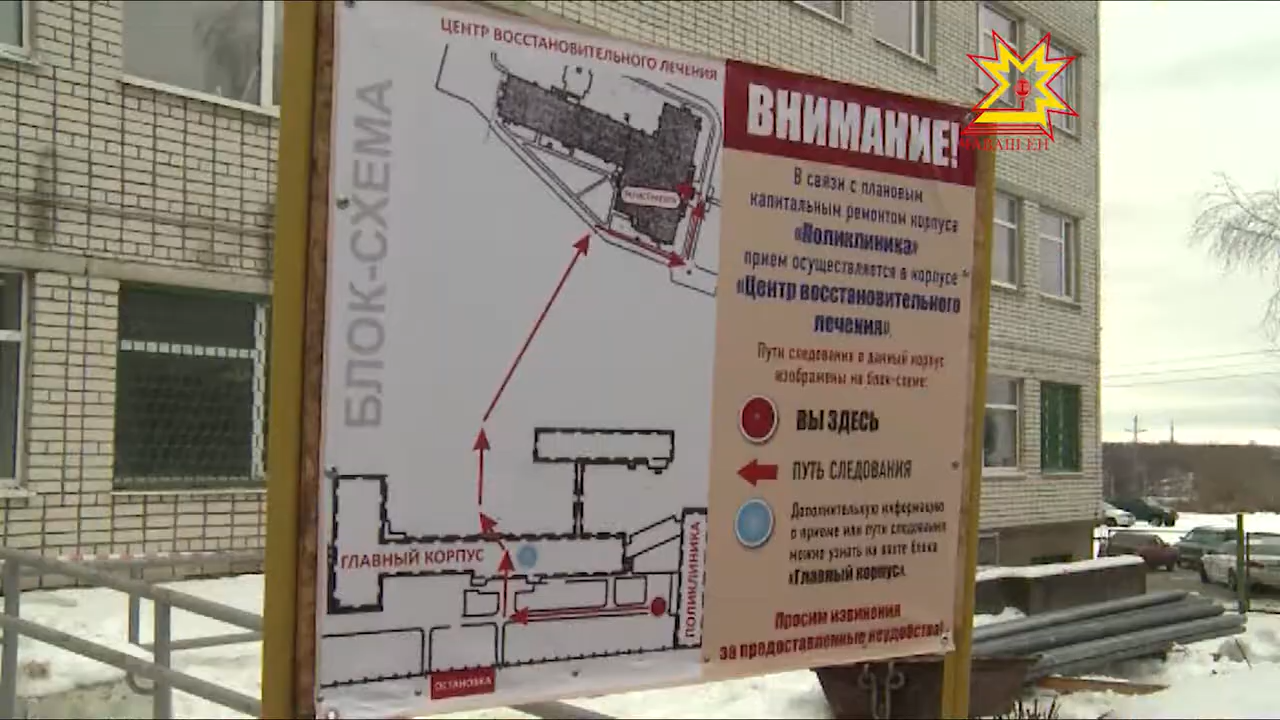 ЦЕНТР ВОССТАНОВИТЕЛЬНОГО ЛЕЧЕНИЯ
БЛОК-СХЕМА
ГЛАВНЫЙ КОРПУС
ПОЛИКЛИНИКА
ОСТАНОВКА
ВНИМАНИЕ!
В связи с плановым
капитальным ремонтом корпуса
«Поликлиника»
прием осуществляется в корпусе
«Центр восстановительного
лечения».
Пути следования в данный корпус
изображены на блок-схеме:
ВЫ ЗДЕСЬ
ПУТЬ СЛЕДОВАНИЯ
Дополнительную информацию
о приеме или пути следования
можно узнать на вахте блока
«Главный корпус».
Просим извинения
за предоставленные неудобства!